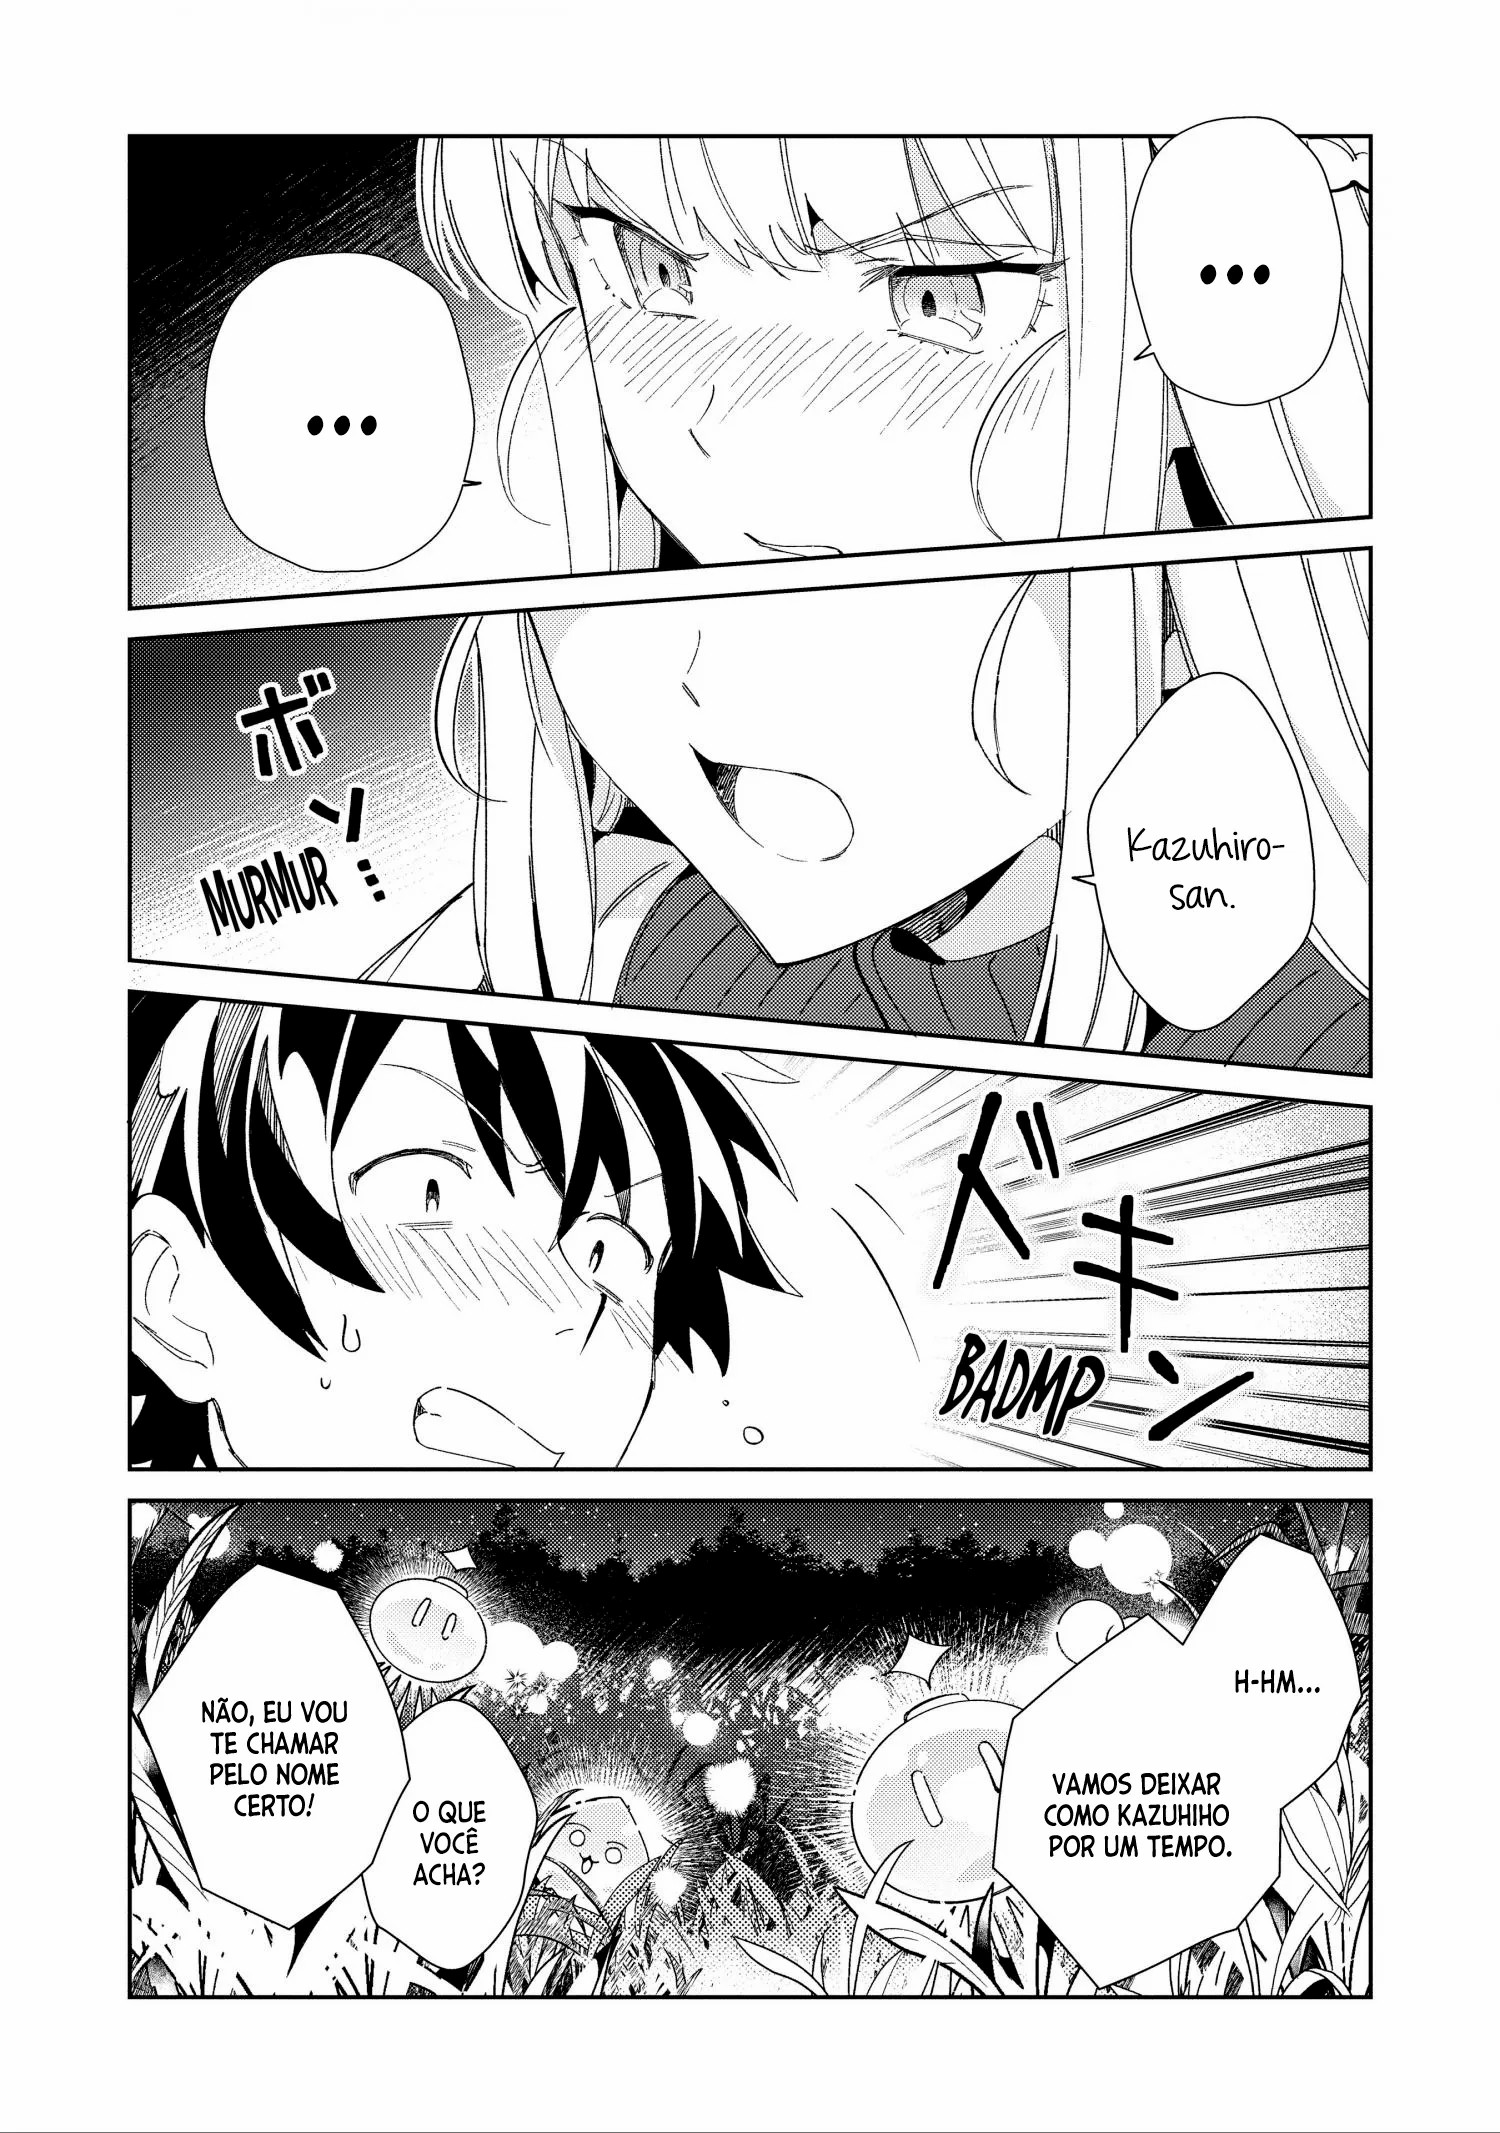 ...
...
Kazuhiro-
san.
ボソ…
MURMUR
ズキン
BADMP
H-HM...
VAMOS DEIXAR
COMO KAZUHIHO
POR UM TEMPO.
O QUE
VOCÊ
ACHA?
NÃO, EU VOU
TE CHAMAR
PELO NOME
CERTO!